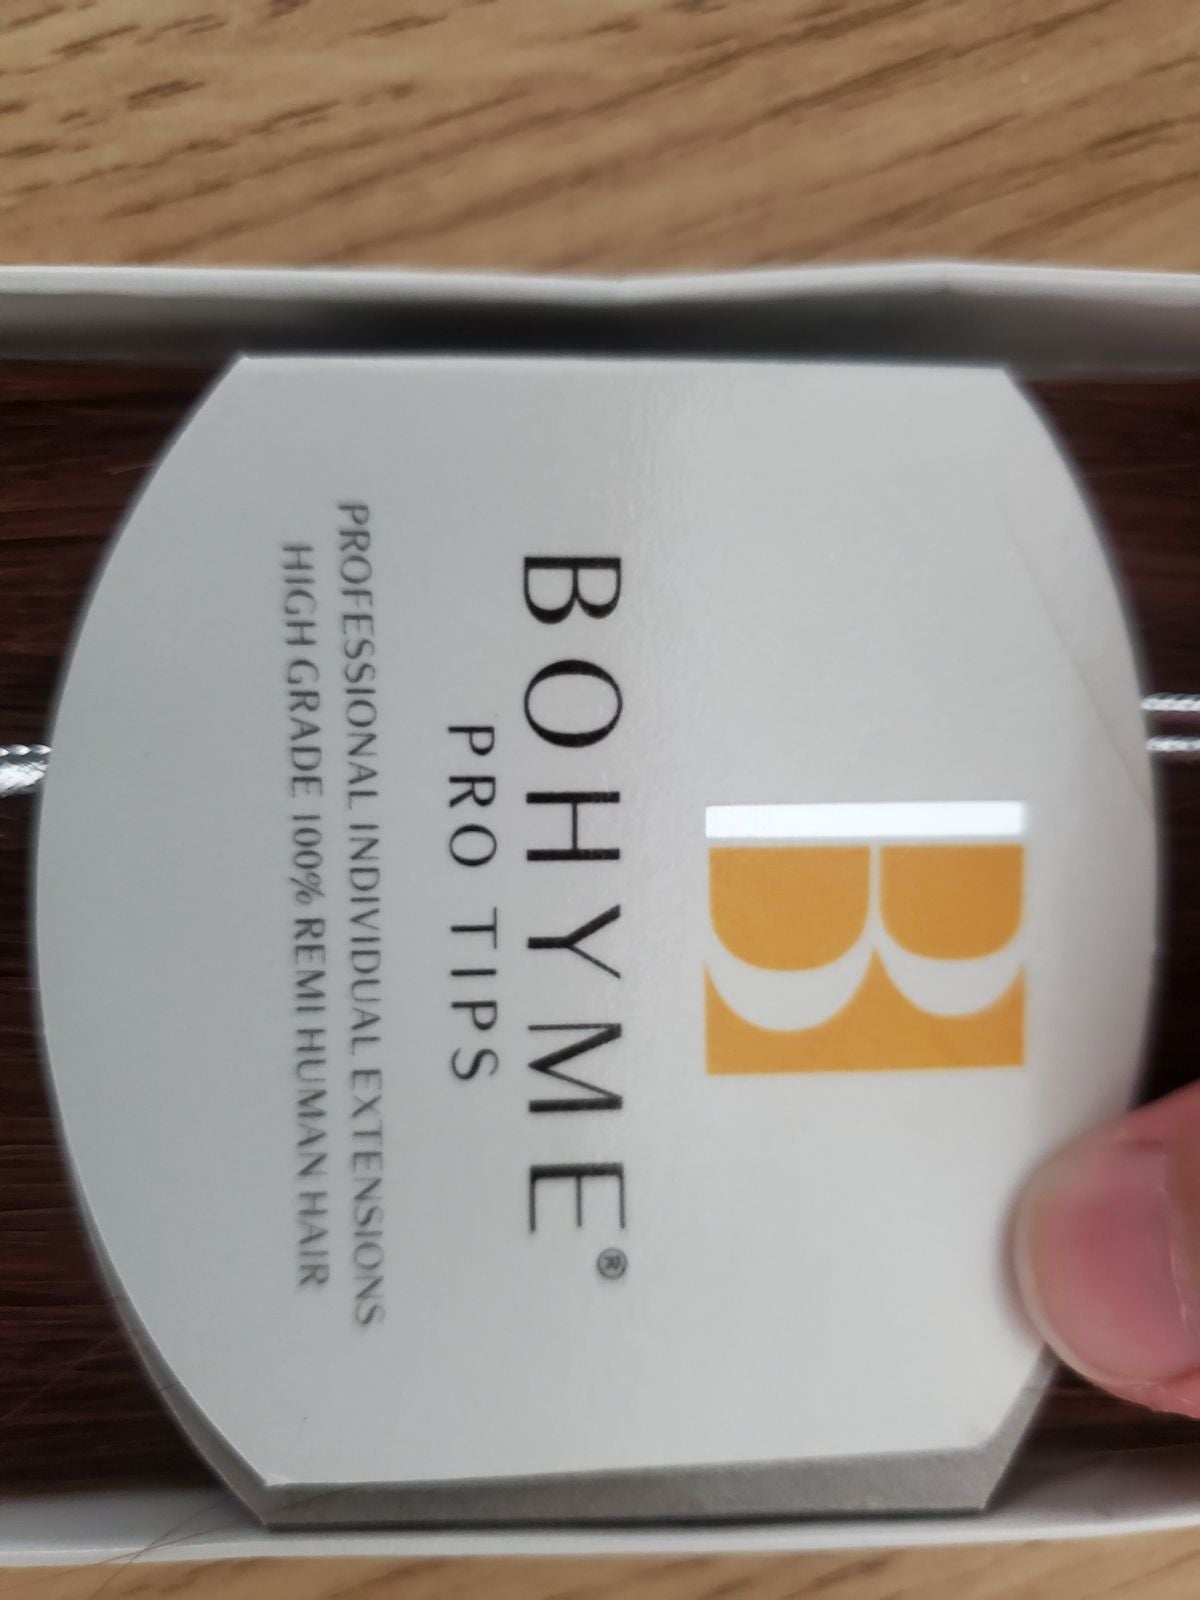 B
BOHYME®
PRO TIPS
PROFESSIONAL INDIVIDUAL EXTENSIONS
HIGH GRADE 100% REMI HUMAN HAIR